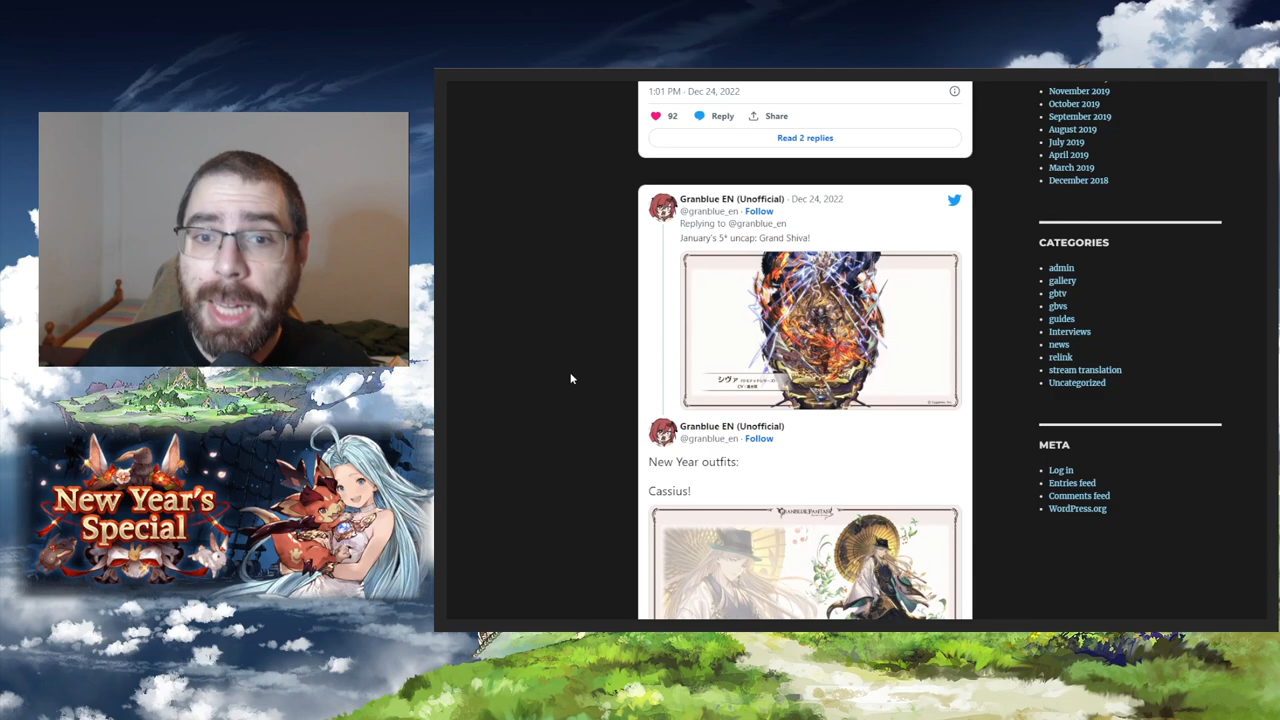 New Year's
Special
1:01 PM · Dec 24, 2022
92 Reply Share
Read 2 replies
Granblue EN (Unofficial) · Dec 24, 2022
@granblue_en · Follow
Replying to @granblue_en
January's 5* uncap: Grand Shiva!
シヴァ
Granblue EN (Unofficial)
@granblue_en · Follow
New Year outfits:
Cassius!
GRANBLUE FANTASY
November 2019
October 2019
September 2019
August 2019
July 2019
April 2019
March 2019
December 2018
CATEGORIES
admin
gallery
gbtv
gbvs
guides
Interviews
news
relink
stream translation
Uncategorized
META
Log in
Entries feed
Comments feed
WordPress.org